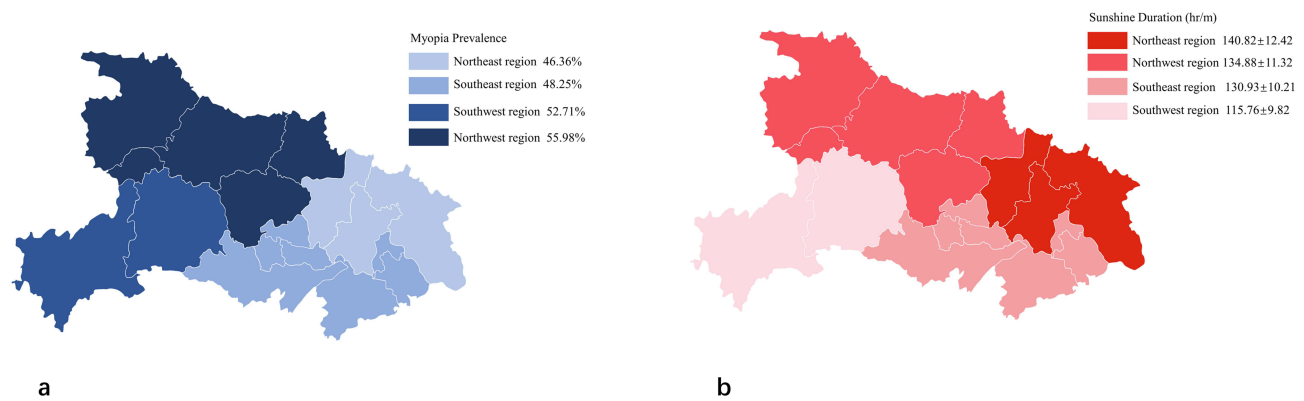 Myopia Prevalence
Northeast region 46.36%
Southeast region 48.25%
Southwest region 52.71%
Northwest region 55.98%
a
Sunshine Duration (hr/m)
Northeast region 140.82±12.42
Northwest region 134.88±11.32
Southeast region 130.93±10.21
Southwest region 115.76±9.82
b